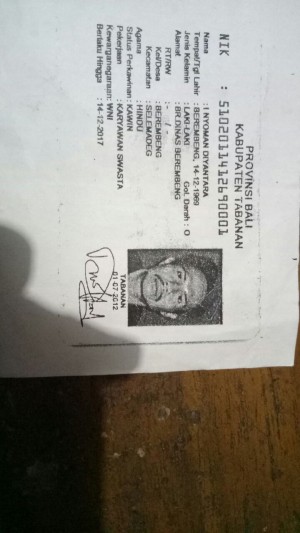 PROVINSI BALI
KABUPATEN TABANAN
NIK : 5102011412690001
Nama : I NYOMAN DIYANTARA
Tempat/Tgl Lahir : BEREMBENG, 14-12-1969
Jenis Kelamin : LAKI-LAKI Gol. Darah : O
Alamat : BR.DINAS BEREMBENG
RT/RW : - / -
Kel/Desa : BEREMBENG
Kecamatan : SELEMADEG
Agama : HINDU
Status Perkawinan : KAWIN
Pekerjaan : KARYAWAN SWASTA
Kewarganegaraan : WNI
Berlaku Hingga : 14-12-2017
TABANAN
01-07-2012